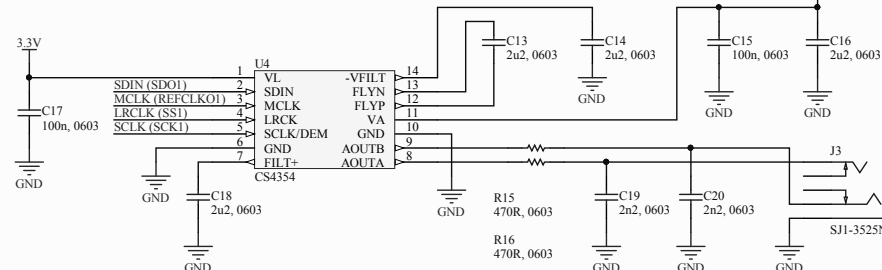 3.3V
C17
100n, 0603
GND
SDIN (SDO1)
MCLK (REFCLKO1)
LRCLK (SS1)
SCLK (SCK1)
GND
C18
2u2, 0603
GND
U4
1 VL -VFILT 14
2 SDIN FLYN 13
3 MCLK FLYP 12
4 LRCK VA 11
5 SCLK/DEM GND 10
6 GND AOUTB 9
7 FILT+ AOUTA 8
CS4354
C13
2u2, 0603
C14
2u2, 0603
GND
C15
100n, 0603
GND
C16
2u2, 0603
GND
GND
R15
470R, 0603
R16
470R, 0603
C19
2n2, 0603
GND
C20
2n2, 0603
GND
J3
SJ1-3525N
GND